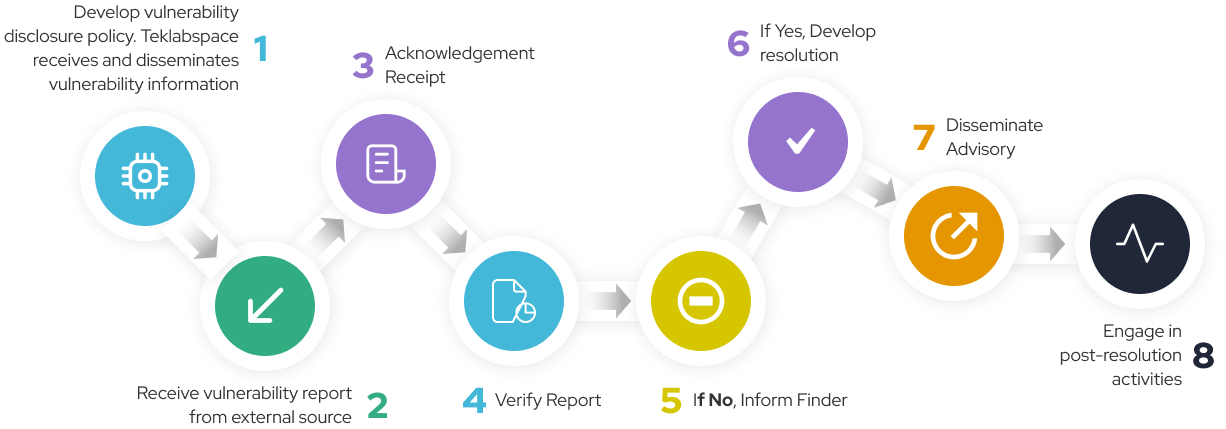 Develop vulnerability
disclosure policy. Teklabspace
receives and disseminates
vulnerability information
1
Receive vulnerability report
from external source
2
3
Acknowledgement
Receipt
4
Verify Report
5
If No, Inform Finder
6
If Yes, Develop
resolution
7
Disseminate
Advisory
Engage in
post-resolution
activities
8